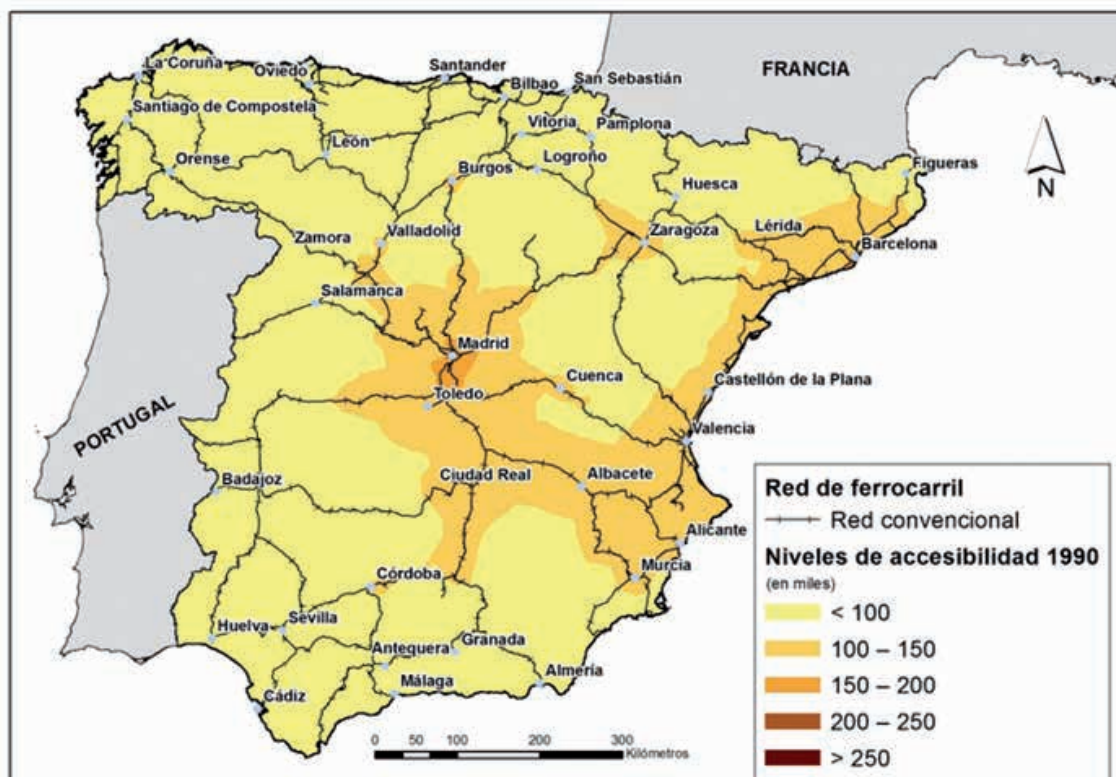 La Coruña
Oviedo
Santander
Bilbao
San Sebastián
FRANCIA
Santiago de Compostela
Vitoria
Pamplona
León
Logroño
Orense
Burgos
Figueras
N
Huesca
Zamora
Valladolid
Zaragoza
Lérida
Barcelona
Salamanca
Madrid
Cuenca
Castellón de la Plana
Toledo
PORTUGAL
Valencia
Badajoz
Ciudad Real
Albacete
Alicante
Murcia
Córdoba
Huelva
Sevilla
Antequera
Granada
Almería
Cádiz
Málaga
0 50 100 200 300
Kilómetros
Red de ferrocarril
Red convencional
Niveles de accesibilidad 1990
(en miles)
< 100
100 – 150
150 – 200
200 – 250
> 250